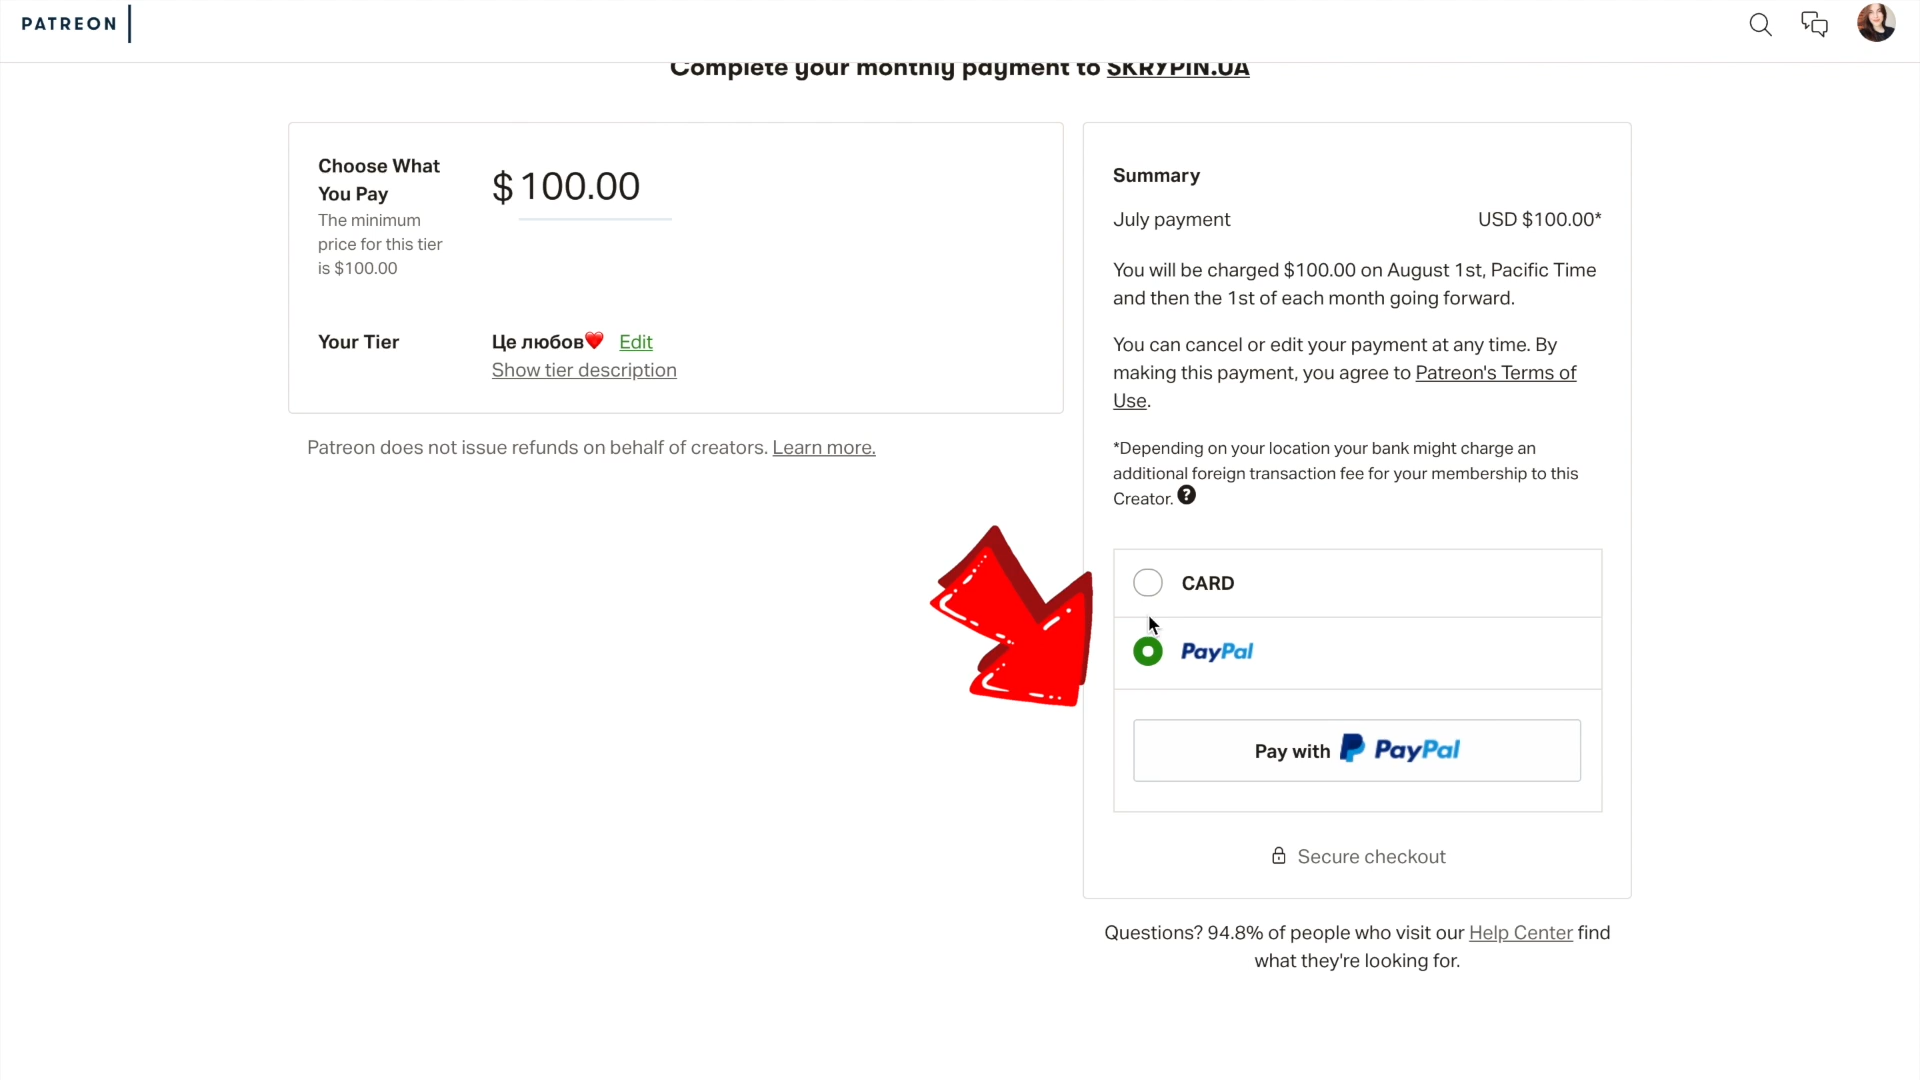 PATREON
Complete your monthly payment to SKRYPIN.UA
Choose What
You Pay
The minimum
price for this tier
is $100.00
$ 100.00
Your Tier
Це любов❤️ Edit
Show tier description
Patreon does not issue refunds on behalf of creators. Learn more.
Summary
July payment USD $100.00*
You will be charged $100.00 on August 1st, Pacific Time
and then the 1st of each month going forward.
You can cancel or edit your payment at any time. By
making this payment, you agree to Patreon's Terms of
Use.
*Depending on your location your bank might charge an
additional foreign transaction fee for your membership to this
Creator. ?
CARD
PayPal
Pay with PayPal
Secure checkout
Questions? 94.8% of people who visit our Help Center find
what they're looking for.